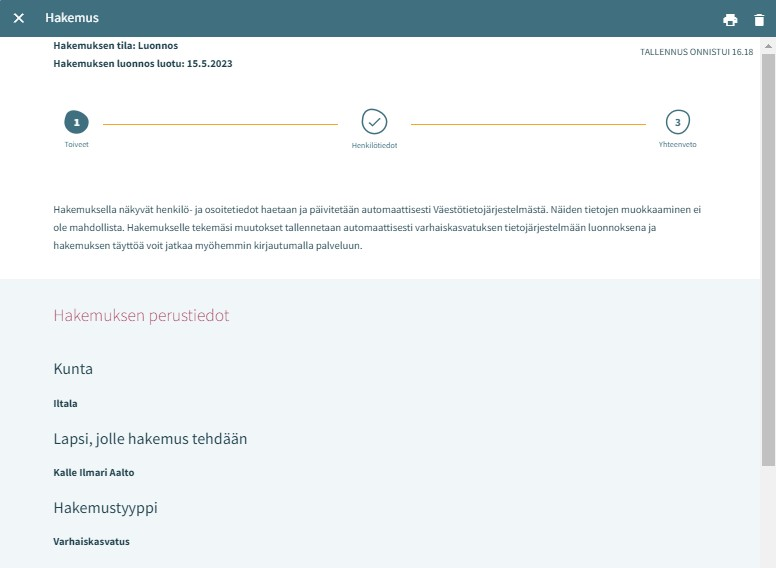 Hakemus
Hakemuksen tila: Luonnos
TALLENNUS ONNISTUI 16.18
Hakemuksen luonnos luotu: 15.5.2023
1
3
Toiveet
Henkilötiedot
Yhteenveto
Hakemuksella näkyvät henkilö- ja osoitetiedot haetaan ja päivitetään automaattisesti Väestötietojärjestelmästä. Näiden tietojen muokkaaminen ei
ole mahdollista. Hakemukselle tekemäsi muutokset tallennetaan automaattisesti varhaiskasvatuksen tietojärjestelmään luonnoksena ja
hakemuksen täyttöä voit jatkaa myöhemmin kirjautumalla palveluun.
Hakemuksen perustiedot
Kunta
Iltala
Lapsi, jolle hakemus tehdään
Kalle Ilmari Aalto
Hakemustyyppi
Varhaiskasvatus